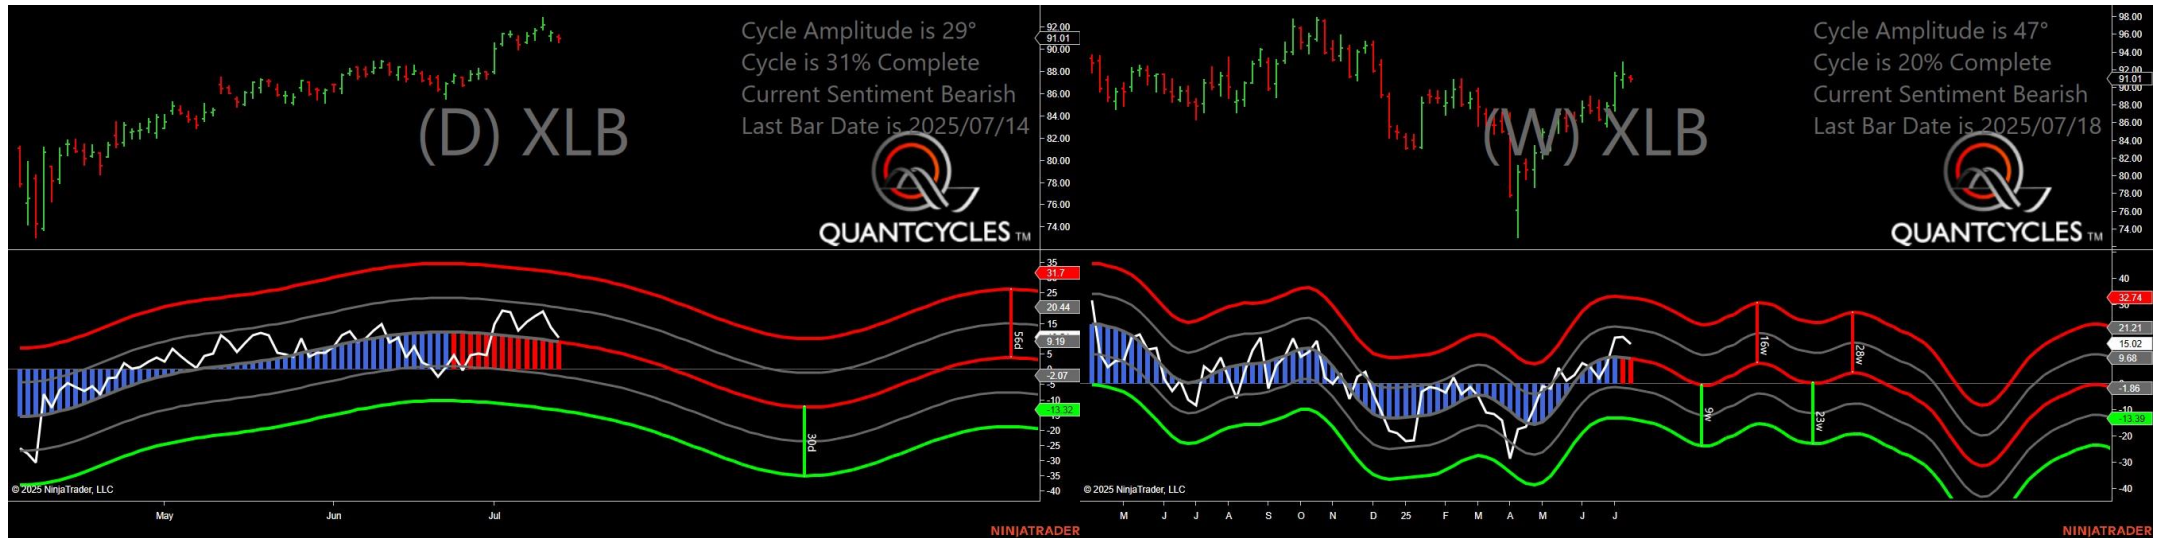 Cycle Amplitude is 29°
Cycle is 31% Complete
Current Sentiment Bearish
Last Bar Date is 2025/07/14
(D) XLB
QUANTCYCLES TM
92.00
91.01
90.00
88.00
86.00
84.00
82.00
80.00
78.00
76.00
74.00
35
31.7
25
20.44
15
9.19
5
-2.07
-5
-10
-13.32
-15
-20
-25
-30
-35
-40
56d
30d
© 2025 NinjaTrader, LLC
May Jun Jul
NINJATRADER
Cycle Amplitude is 47°
Cycle is 20% Complete
Current Sentiment Bearish
Last Bar Date is 2025/07/18
(W) XLB
QUANTCYCLES TM
98.00
96.00
94.00
92.00
91.01
90.00
88.00
86.00
84.00
82.00
80.00
78.00
76.00
74.00
40
32.74
21.21
15.02
9.68
-1.86
-10
-13.39
-20
-30
-40
16w
28w
9w
23w
© 2025 NinjaTrader, LLC
M J J A S O N D 25 F M A M J J
NINJATRADER